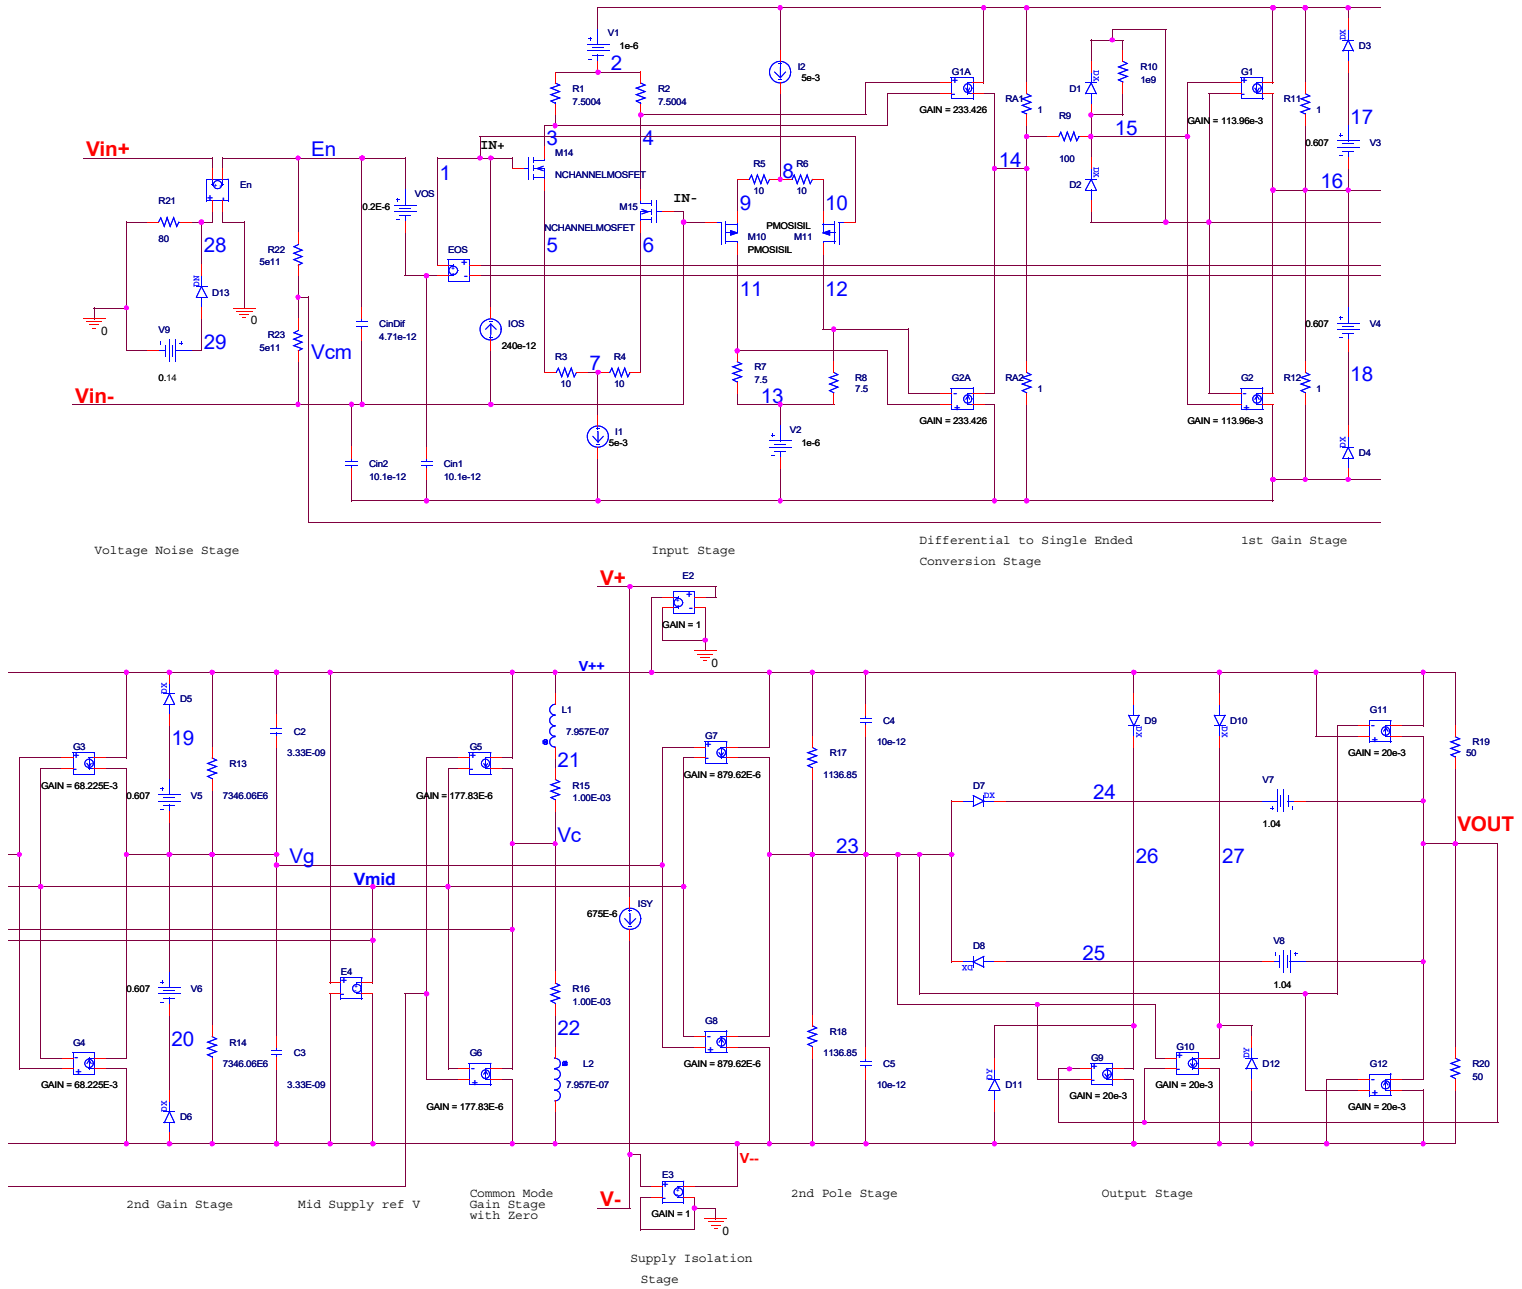 V1
1e-6
2
R1
7.5004
R2
7.5004
I2
5e-3
G1A
GAIN = 233.426
RA1
1
DX
D1
R10
1e9
G1
GAIN = 113.96e-3
R11
1
DX
D3
17
0.607
V3
Vin+
En
En
R21
80
28
DN
D13
0
0
V9
29
0.14
R22
5e11
R23
5e11
Vcm
Vin-
CinDif
4.71e-12
0.2E-6
VOS
EOS
1
IN+
3
M14
NCHANNELMOSFET
4
M15
IN-
NCHANNELMOSFET
5
6
IOS
240e-12
R3
10
7
R4
10
I1
5e-3
R5
10
8
R6
10
9
10
PMOSISIL
M10
M11
PMOSISIL
11
12
R7
7.5
R8
7.5
13
V2
1e-6
14
R9
100
15
DX
D2
16
G2A
GAIN = 233.426
RA2
1
G2
GAIN = 113.96e-3
R12
1
0.607
V4
18
DX
D4
Cin2
10.1e-12
Cin1
10.1e-12
Voltage Noise Stage
Input Stage
Differential to Single Ended
Conversion Stage
1st Gain Stage
V+
E2
GAIN = 1
0
V++
DX
D5
19
G3
GAIN = 68.225E-3
0.607
V5
R13
7346.06E6
C2
3.33E-09
Vg
Vmid
G5
GAIN = 177.83E-6
L1
7.957E-07
21
R15
1.00E-03
Vc
G7
GAIN = 879.62E-6
R17
1136.85
C4
10e-12
23
D7
DX
24
V7
1.04
D9
DX
D10
DX
26
27
G11
GAIN = 20e-3
R19
50
VOUT
ISY
675E-6
E4
0.607
V6
20
G4
GAIN = 68.225E-3
R14
7346.06E6
C3
3.33E-09
DX
D6
R16
1.00E-03
22
L2
7.957E-07
G6
GAIN = 177.83E-6
G8
GAIN = 879.62E-6
R18
1136.85
C5
10e-12
D8
DX
25
V8
1.04
DY
D11
G9
GAIN = 20e-3
G10
GAIN = 20e-3
DX
D12
G12
GAIN = 20e-3
R20
50
V--
E3
V-
GAIN = 1
0
2nd Gain Stage
Mid Supply ref V
Common Mode
Gain Stage
with Zero
2nd Pole Stage
Output Stage
Supply Isolation
Stage